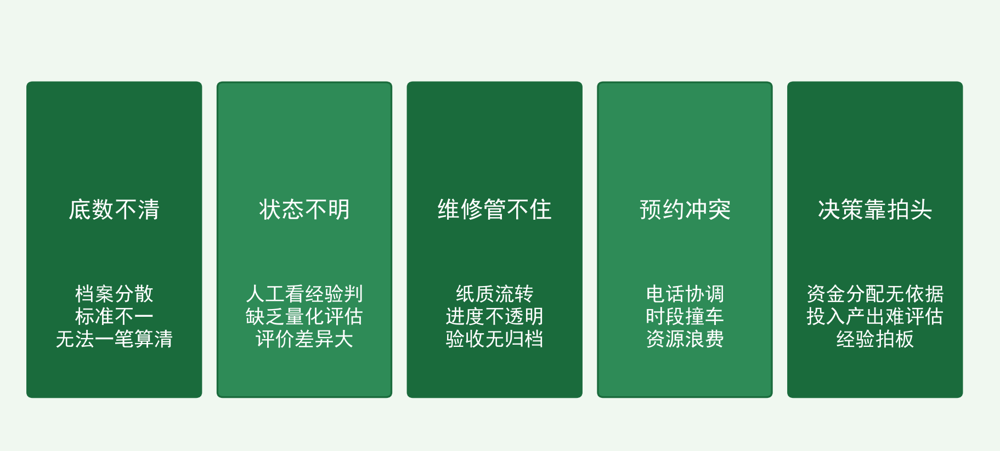 底数不清
档案分散
标准不一
无法一笔算清
状态不明
人工看经验判
缺乏量化评估
评价差异大
维修管不住
纸质流转
进度不透明
验收无归档
预约冲突
电话协调
时段撞车
资源浪费
决策靠拍头
资金分配无依据
投入产出难评估
经验拍板